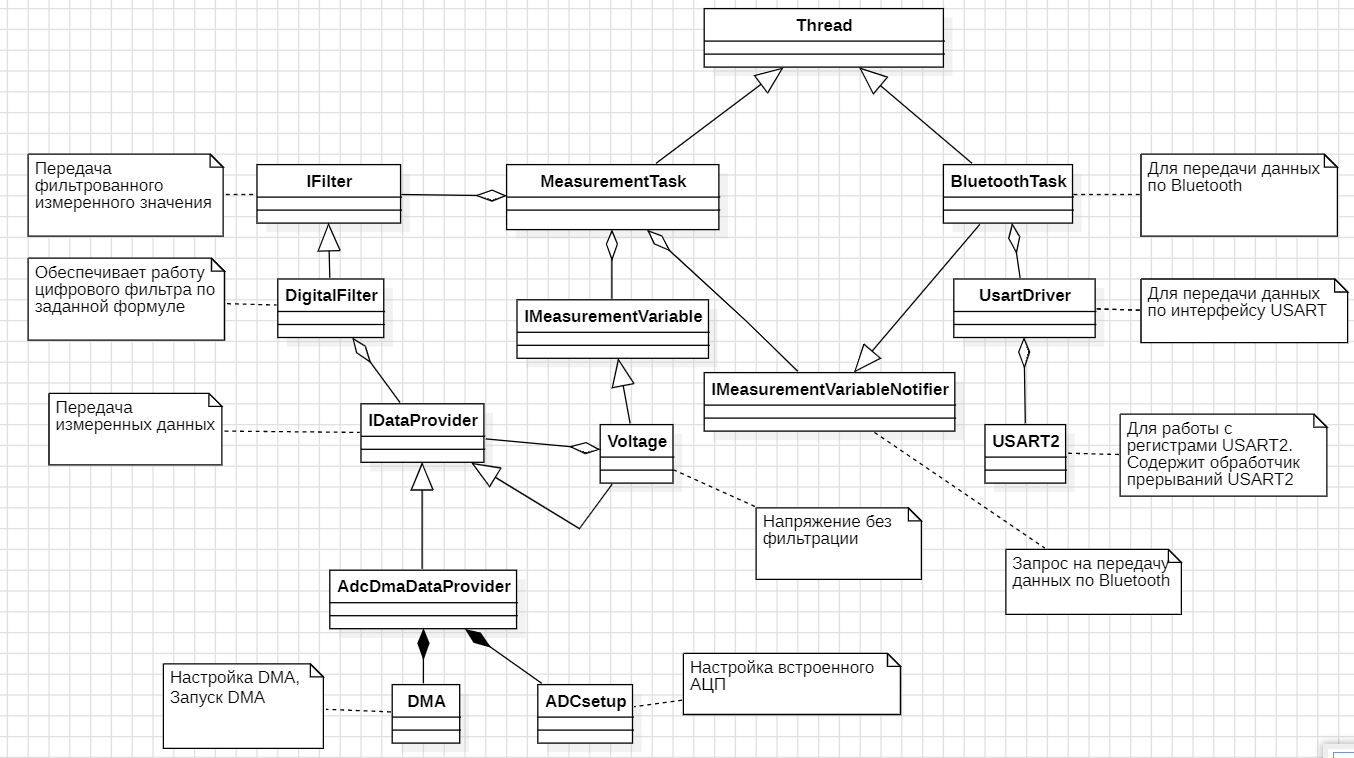 Thread
Передача
фильтрованного
измеренного значения
IFilter
MeasurementTask
BluetoothTask
Для передачи данных
по Bluetooth
Обеспечивает работу
цифрового фильтра по
заданной формуле
DigitalFilter
IMeasurementVariable
UsartDriver
Для передачи данных
по интерфейсу USART
Передача
измеренных данных
IDataProvider
Voltage
IMeasurementVariableNotifier
USART2
Для работы с
регистрами USART2.
Содержит обработчик
прерываний USART2
Напряжение без
фильтрации
Запрос на передачу
данных по Bluetooth
AdcDmaDataProvider
Настройка DMA,
Запуск DMA
DMA
ADCsetup
Настройка встроенного
АЦП